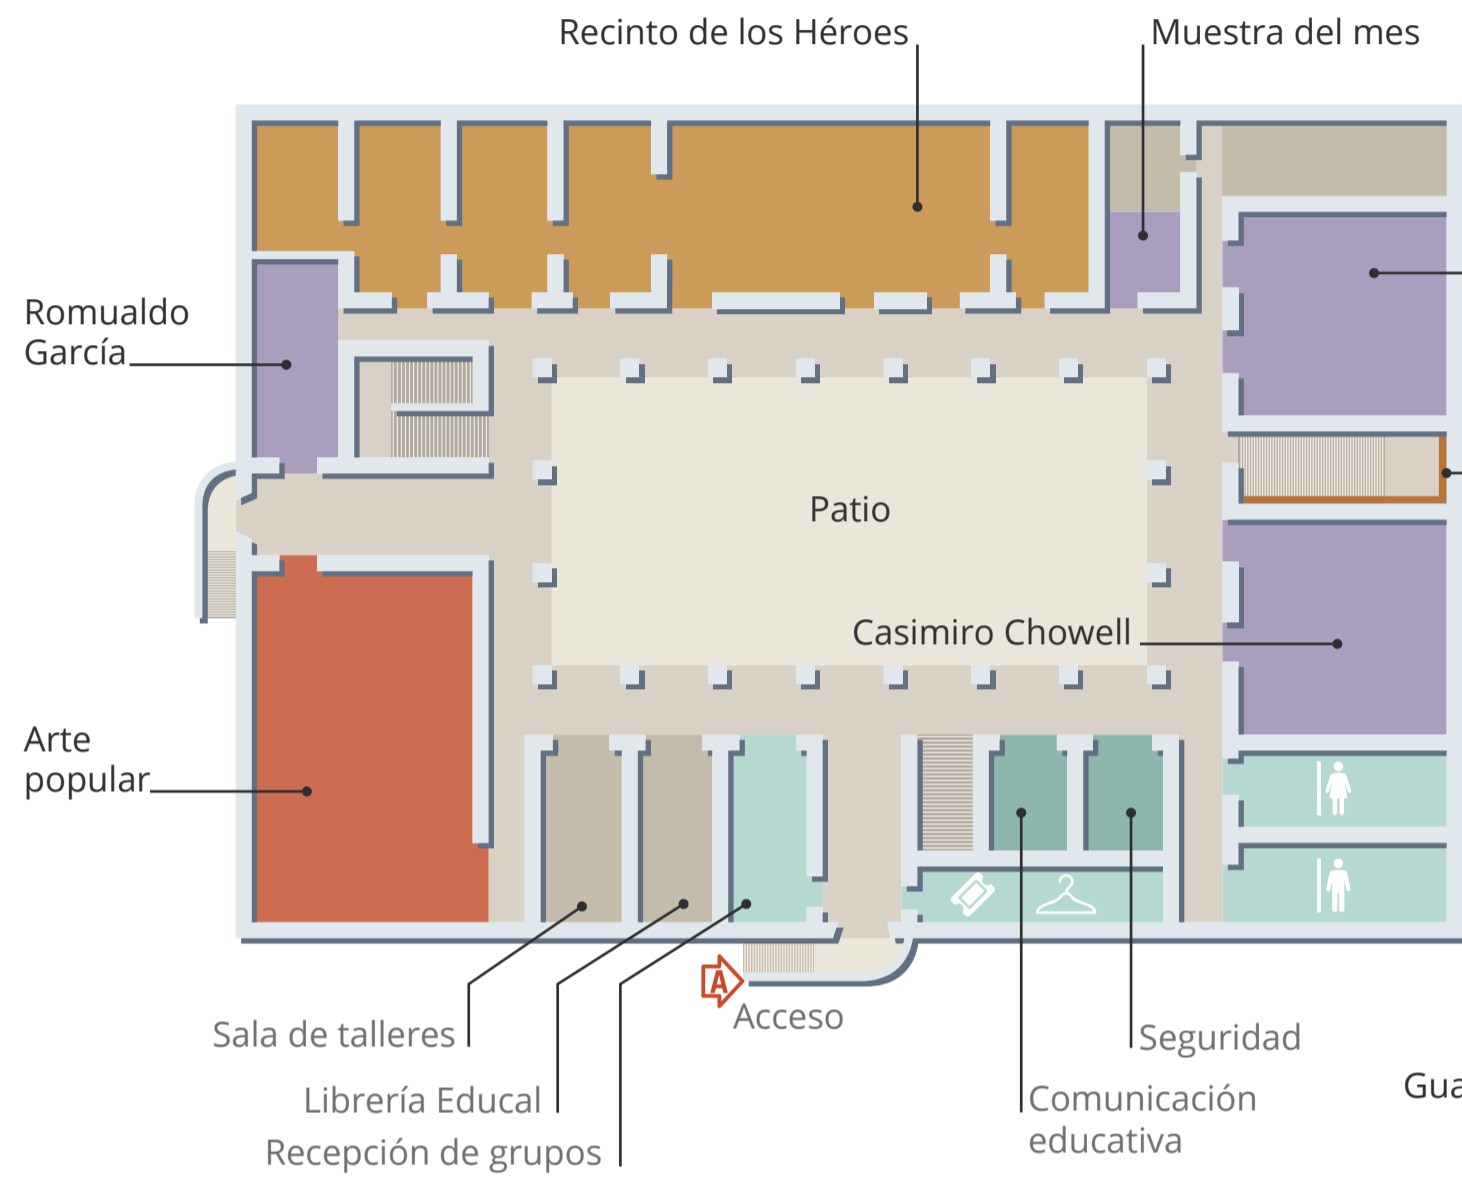 Recinto de los Héroes
Muestra del mes
Romualdo
García
Patio
Casimiro Chowell
Arte
popular
A
Acceso
Sala de talleres
Seguridad
Librería Educal
Comunicación
educativa
Recepción de grupos
Gua